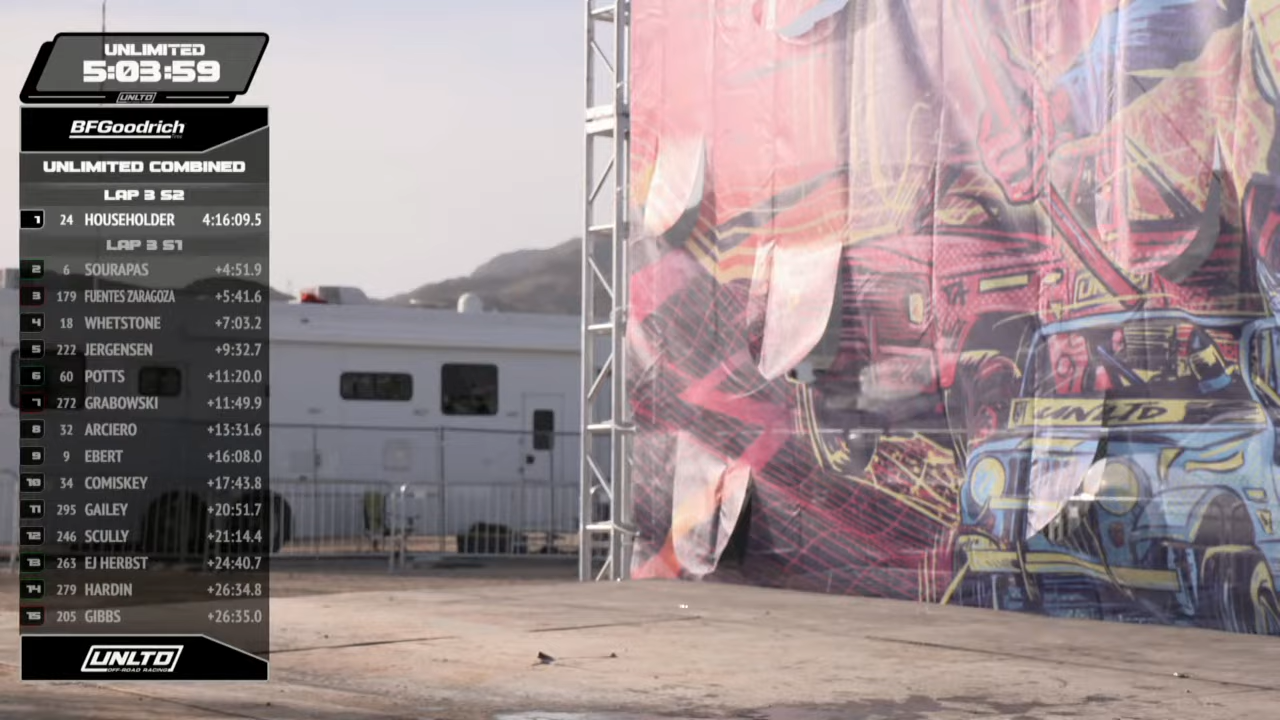 UNLIMITED
5:03:59
UNLTD
BFGoodrich
UNLIMITED COMBINED
LAP 3 S2
1 24 HOUSEHOLDER 4:16:09.5
LAP 3 S1
2 6 SOURAPAS +4:51.9
3 179 FUENTES ZARAGOZA +5:41.6
4 18 WHETSTONE +7:03.2
5 222 JERGENSEN +9:32.7
6 60 POTTS +11:20.0
7 272 GRABOWSKI +11:49.9
8 32 ARCIERO +13:31.6
9 9 EBERT +16:08.0
10 34 COMISKEY +17:43.8
11 295 GAILEY +20:51.7
12 246 SCULLY +21:14.4
13 263 EJ HERBST +24:40.7
14 279 HARDIN +26:34.8
15 205 GIBBS +26:35.0
UNLTD
OFF-ROAD RACING
UNLTD